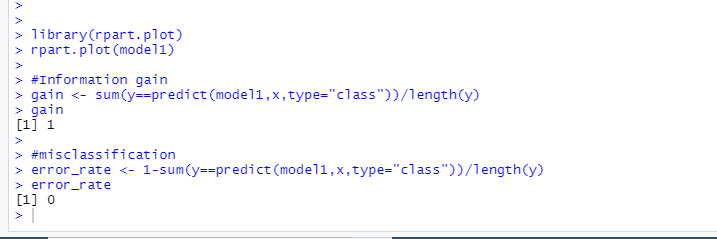 >
>
> library(rpart.plot)
> rpart.plot(model1)
>
> #Information gain
> gain <- sum(y==predict(model1,x,type="class"))/length(y)
> gain
[1] 1
>
> #misclassification
> error_rate <- 1-sum(y==predict(model1,x,type="class"))/length(y)
> error_rate
[1] 0
>